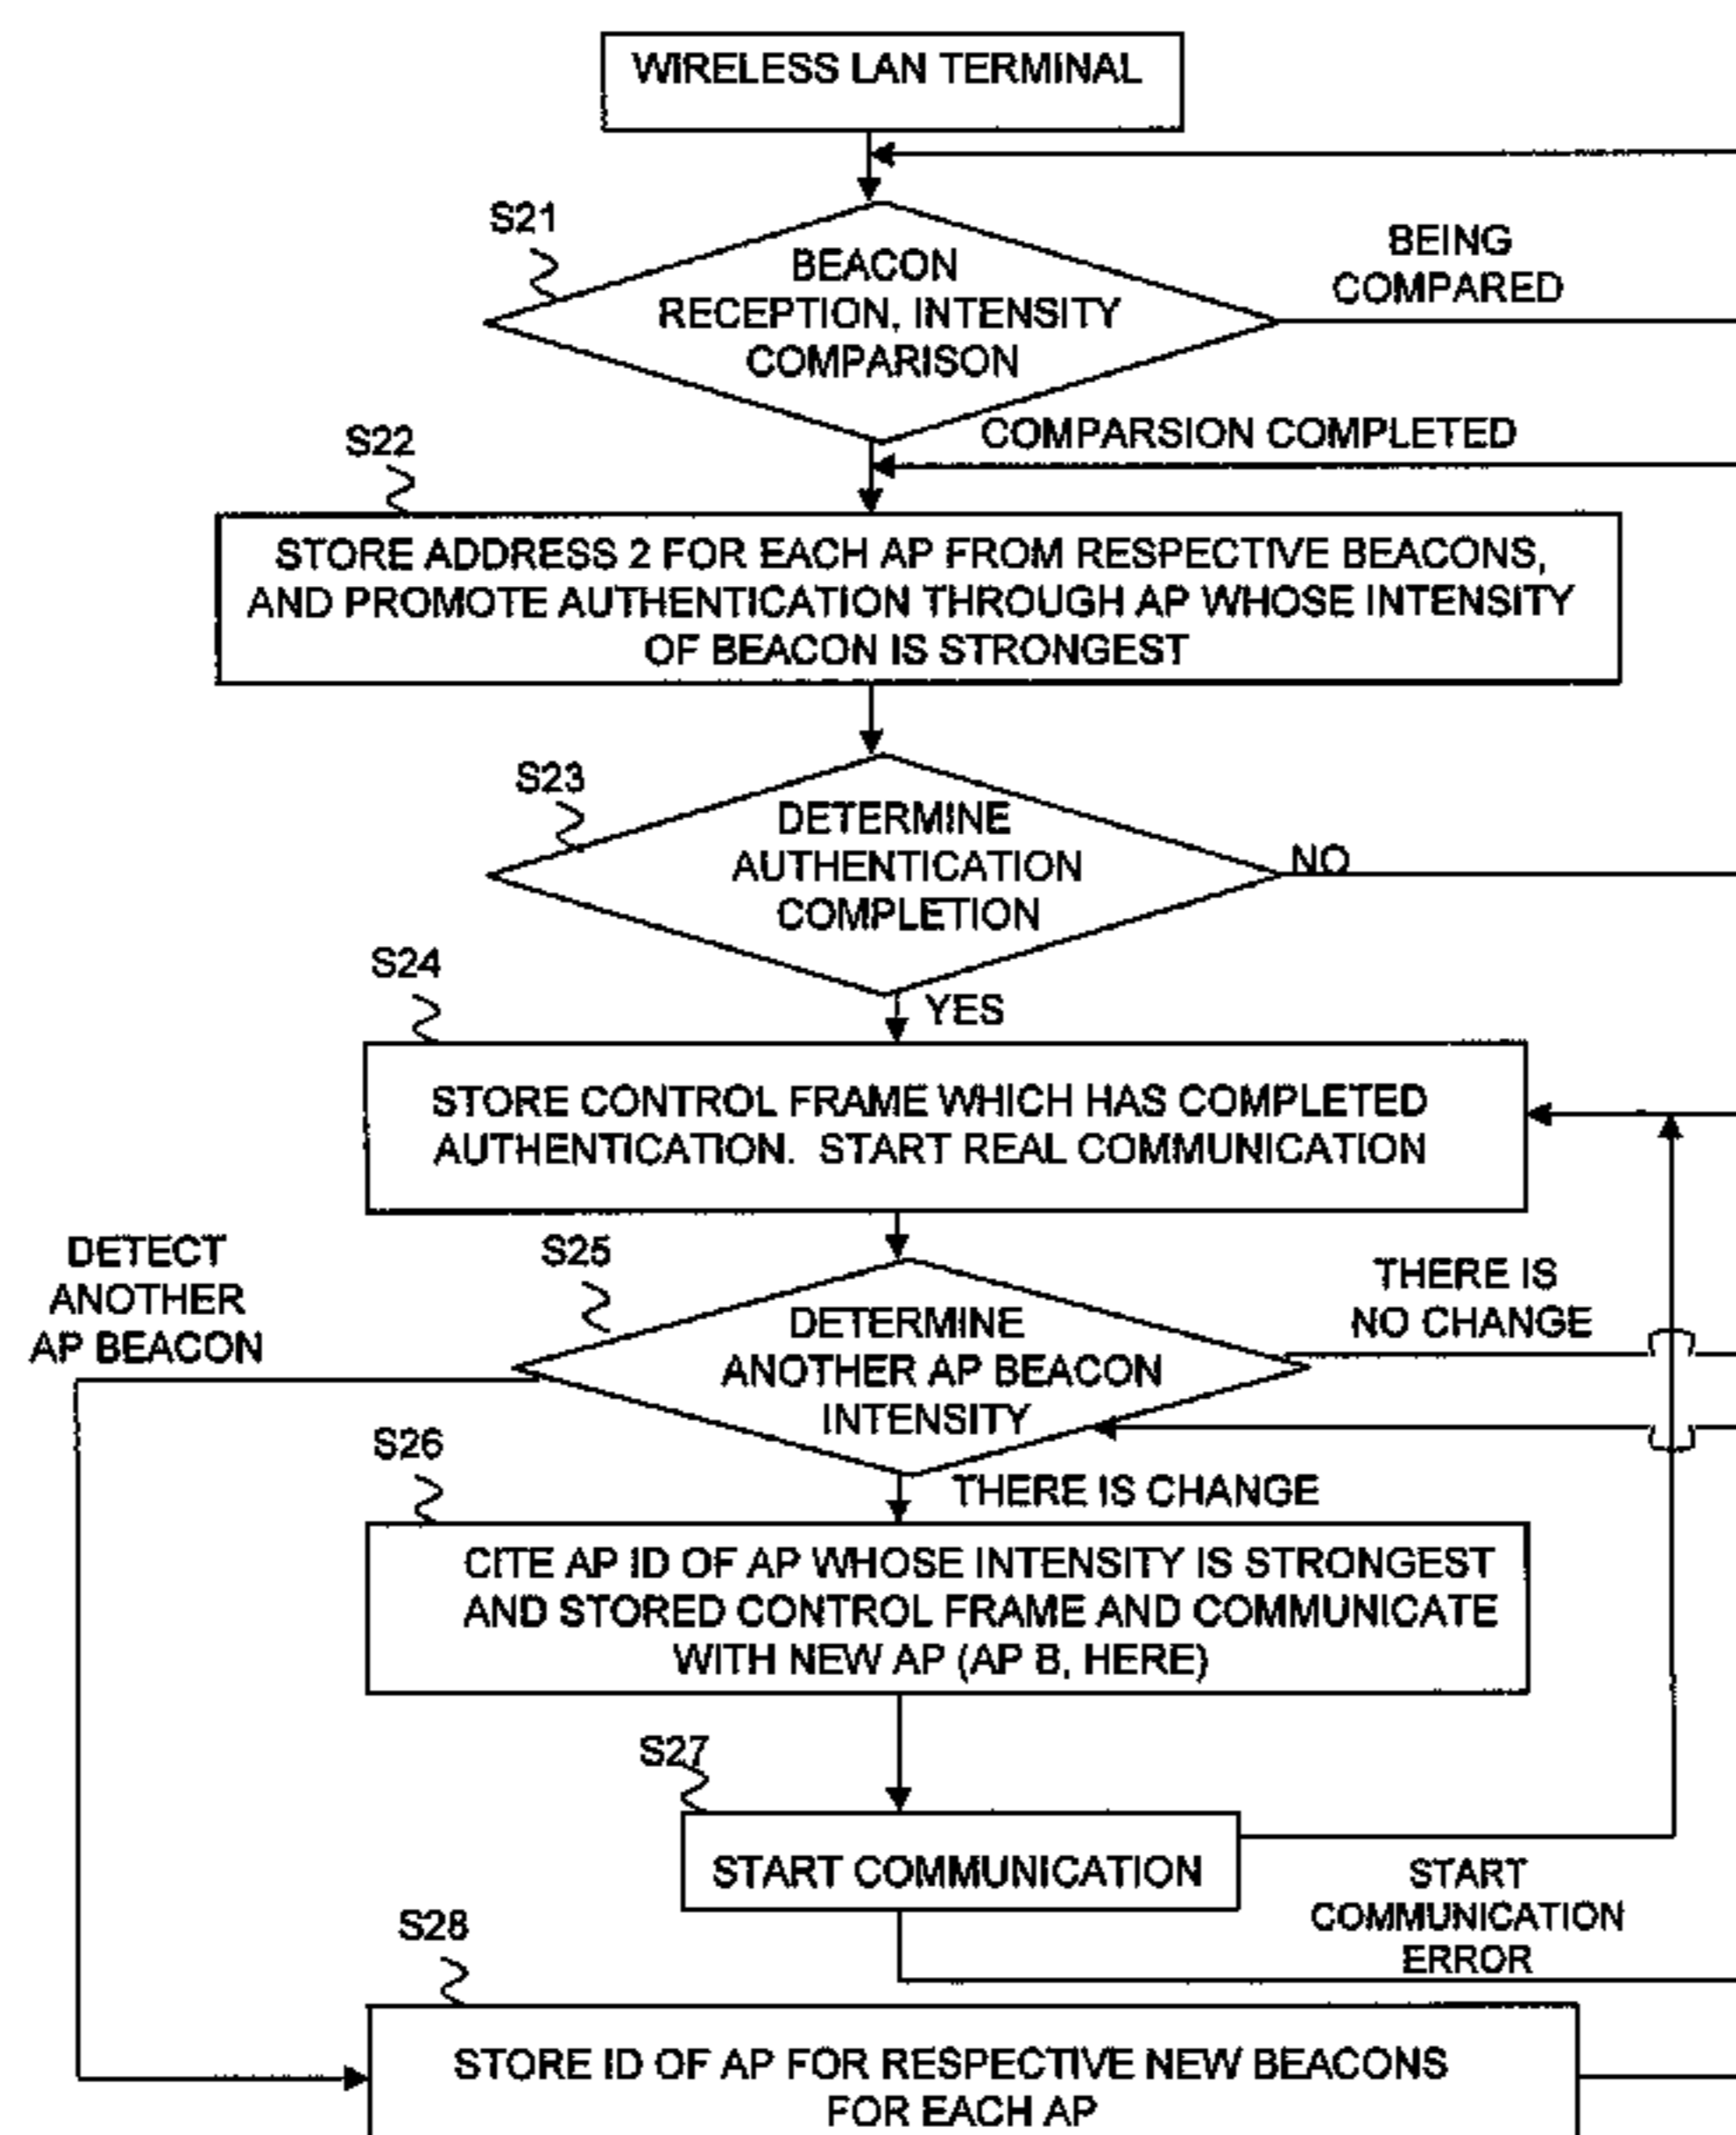 WIRELESS LAN TERMINAL
S21
BEACON
RECEPTION, INTENSITY
COMPARISON
BEING
COMPARED
COMPARSION COMPLETED
S22
STORE ADDRESS 2 FOR EACH AP FROM RESPECTIVE BEACONS,
AND PROMOTE AUTHENTICATION THROUGH AP WHOSE INTENSITY
OF BEACON IS STRONGEST
S23
DETERMINE
AUTHENTICATION
COMPLETION
NO
YES
S24
STORE CONTROL FRAME WHICH HAS COMPLETED
AUTHENTICATION. START REAL COMMUNICATION
DETECT
ANOTHER
AP BEACON
S25
DETERMINE
ANOTHER AP BEACON
INTENSITY
THERE IS
NO CHANGE
THERE IS CHANGE
S26
CITE AP ID OF AP WHOSE INTENSITY IS STRONGEST
AND STORED CONTROL FRAME AND COMMUNICATE
WITH NEW AP (AP B, HERE)
S27
START COMMUNICATION
START
COMMUNICATION
ERROR
S28
STORE ID OF AP FOR RESPECTIVE NEW BEACONS
FOR EACH AP